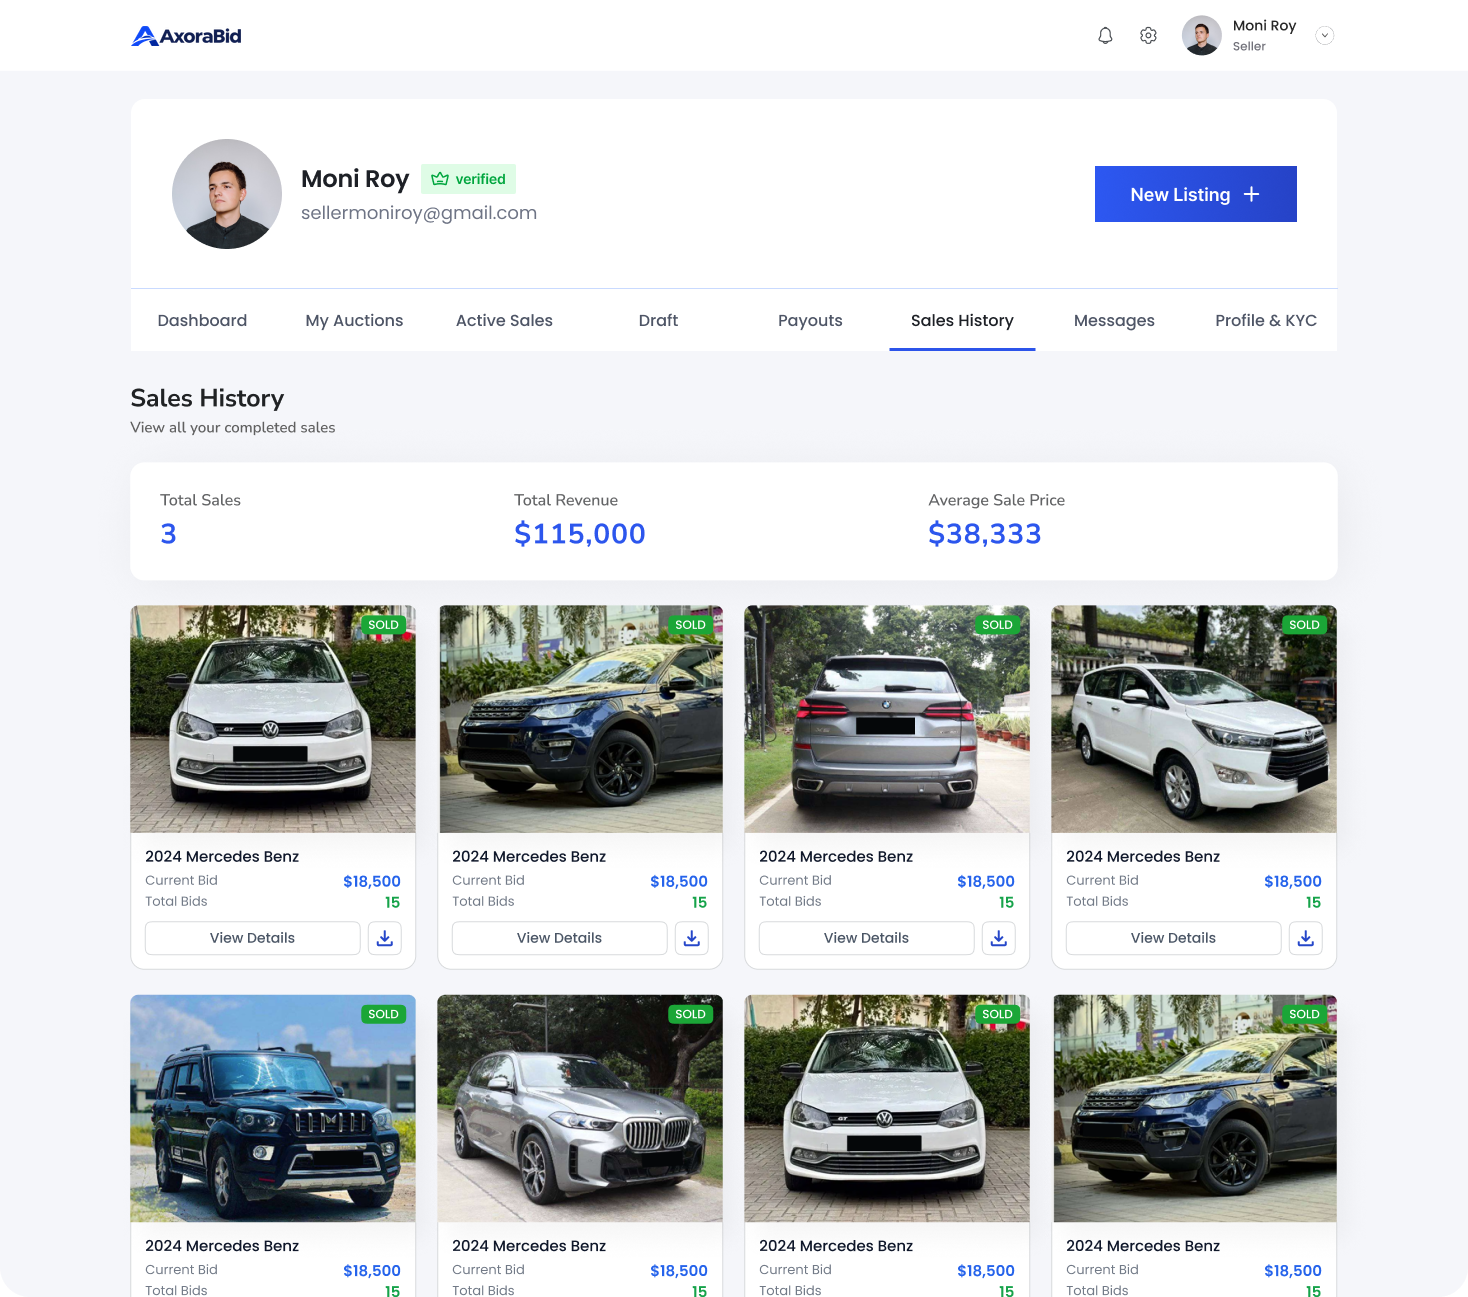 AxoraBid
Moni Roy
Seller
Moni Roy
verified
sellermoniroy@gmail.com
New Listing
Dashboard
My Auctions
Active Sales
Draft
Payouts
Sales History
Messages
Profile & KYC
Sales History
View all your completed sales
Total Sales
3
Total Revenue
$115,000
Average Sale Price
$38,333
SOLD
SOLD
SOLD
SOLD
GT
2024 Mercedes Benz
Current Bid $18,500
Total Bids 15
View Details
2024 Mercedes Benz
Current Bid $18,500
Total Bids 15
View Details
2024 Mercedes Benz
Current Bid $18,500
Total Bids 15
View Details
2024 Mercedes Benz
Current Bid $18,500
Total Bids 15
View Details
SOLD
SOLD
SOLD
SOLD
GT
2024 Mercedes Benz
Current Bid $18,500
Total Bids 15
2024 Mercedes Benz
Current Bid $18,500
Total Bids 15
2024 Mercedes Benz
Current Bid $18,500
Total Bids 15
2024 Mercedes Benz
Current Bid $18,500
Total Bids 15